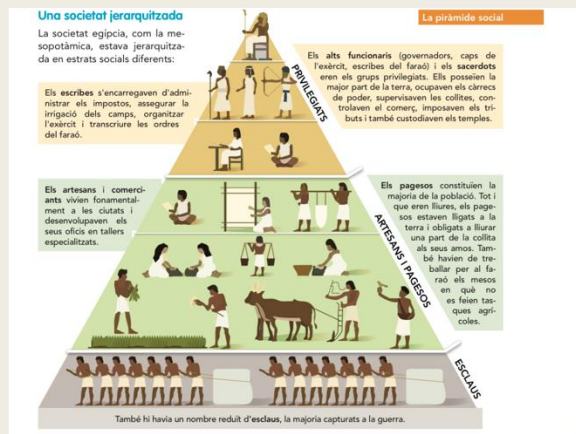 Una societat jerarquitzada
La societat egípcia, com la me-
sopotàmica, estava jerarquitza-
da en estrats socials diferents:
La piràmide social
Els alts funcionaris (governadors, caps de
l'exèrcit, escribes del faraó) i els sacerdots
eren els grups privilegiats. Ells posseïen la
major part de la terra, ocupaven els càrrecs
de poder, supervisaven les collites, con-
trolaven el comerç, imposaven els tri-
buts i també custodiaven els temples.
PRIVILEGIATS
Els escribes s'encarregaven d'admi-
nistrar els impostos, assegurar la
irrigació dels camps, organitzar
l'exèrcit i transcriure les ordres
del faraó.
Els artesans i comerci-
ants vivien fonamental-
ment a les ciutats i
desenvolupaven els
seus oficis en tallers
especialitzats.
Els pagesos constituïen la
majoria de la població. Tot i
que eren lliures, els page-
sos estaven lligats a la
terra i obligats a lliurar
una part de la collita
als seus amos. Tam-
bé havien de tre-
ballar per al fa-
raó els mesos
en què no
es feien tas-
ques agrí-
coles.
ARTESANS I PAGESOS
ESCLAUS
També hi havia un nombre reduït d'esclaus, la majoria capturats a la guerra.